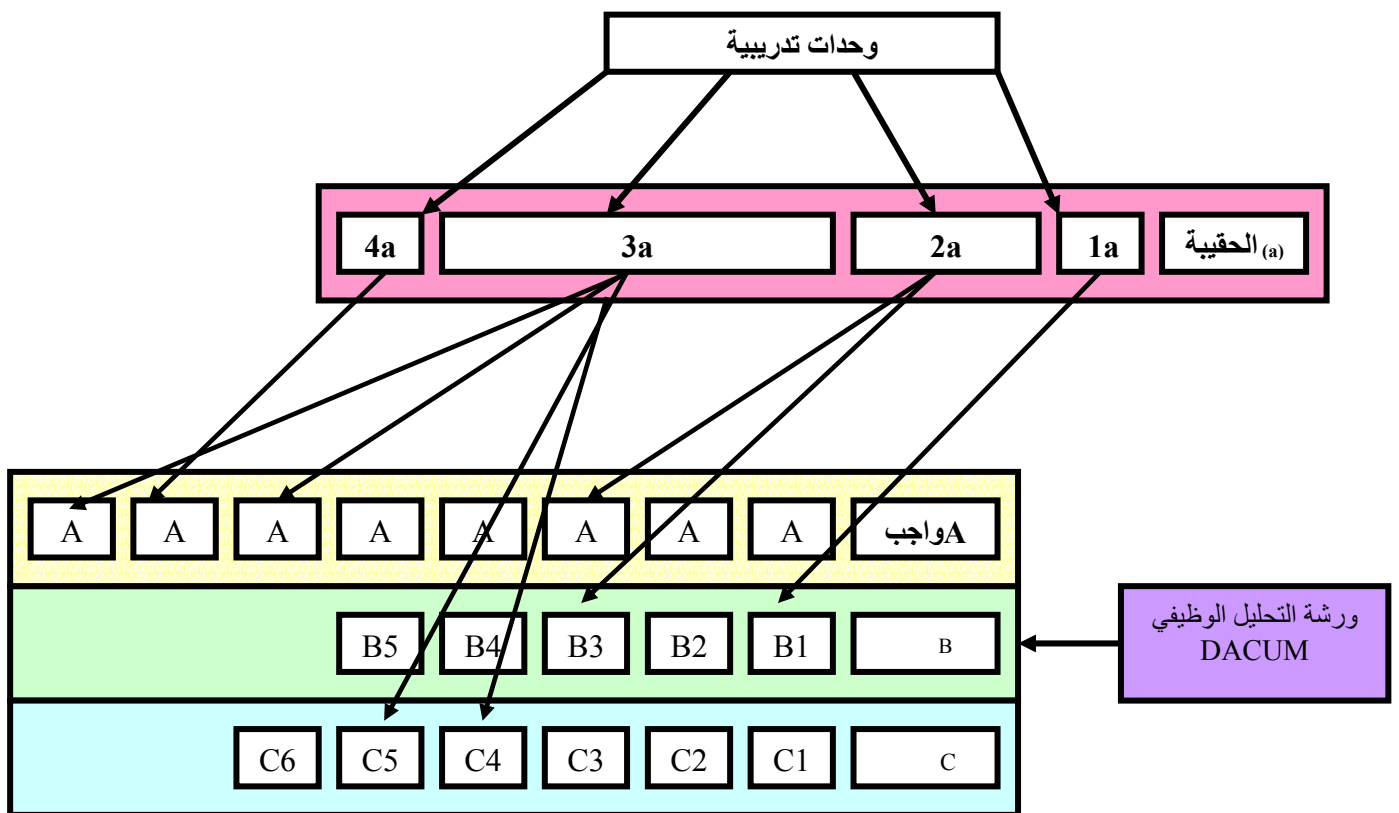 وحدات تدريبية
الحقيبة (a)
1a
2a
3a
4a
واجب A
A
A
A
A
A
A
A
A
B
B1
B2
B3
B4
B5
ورشة التحليل الوظيفي
DACUM
C
C1
C2
C3
C4
C5
C6